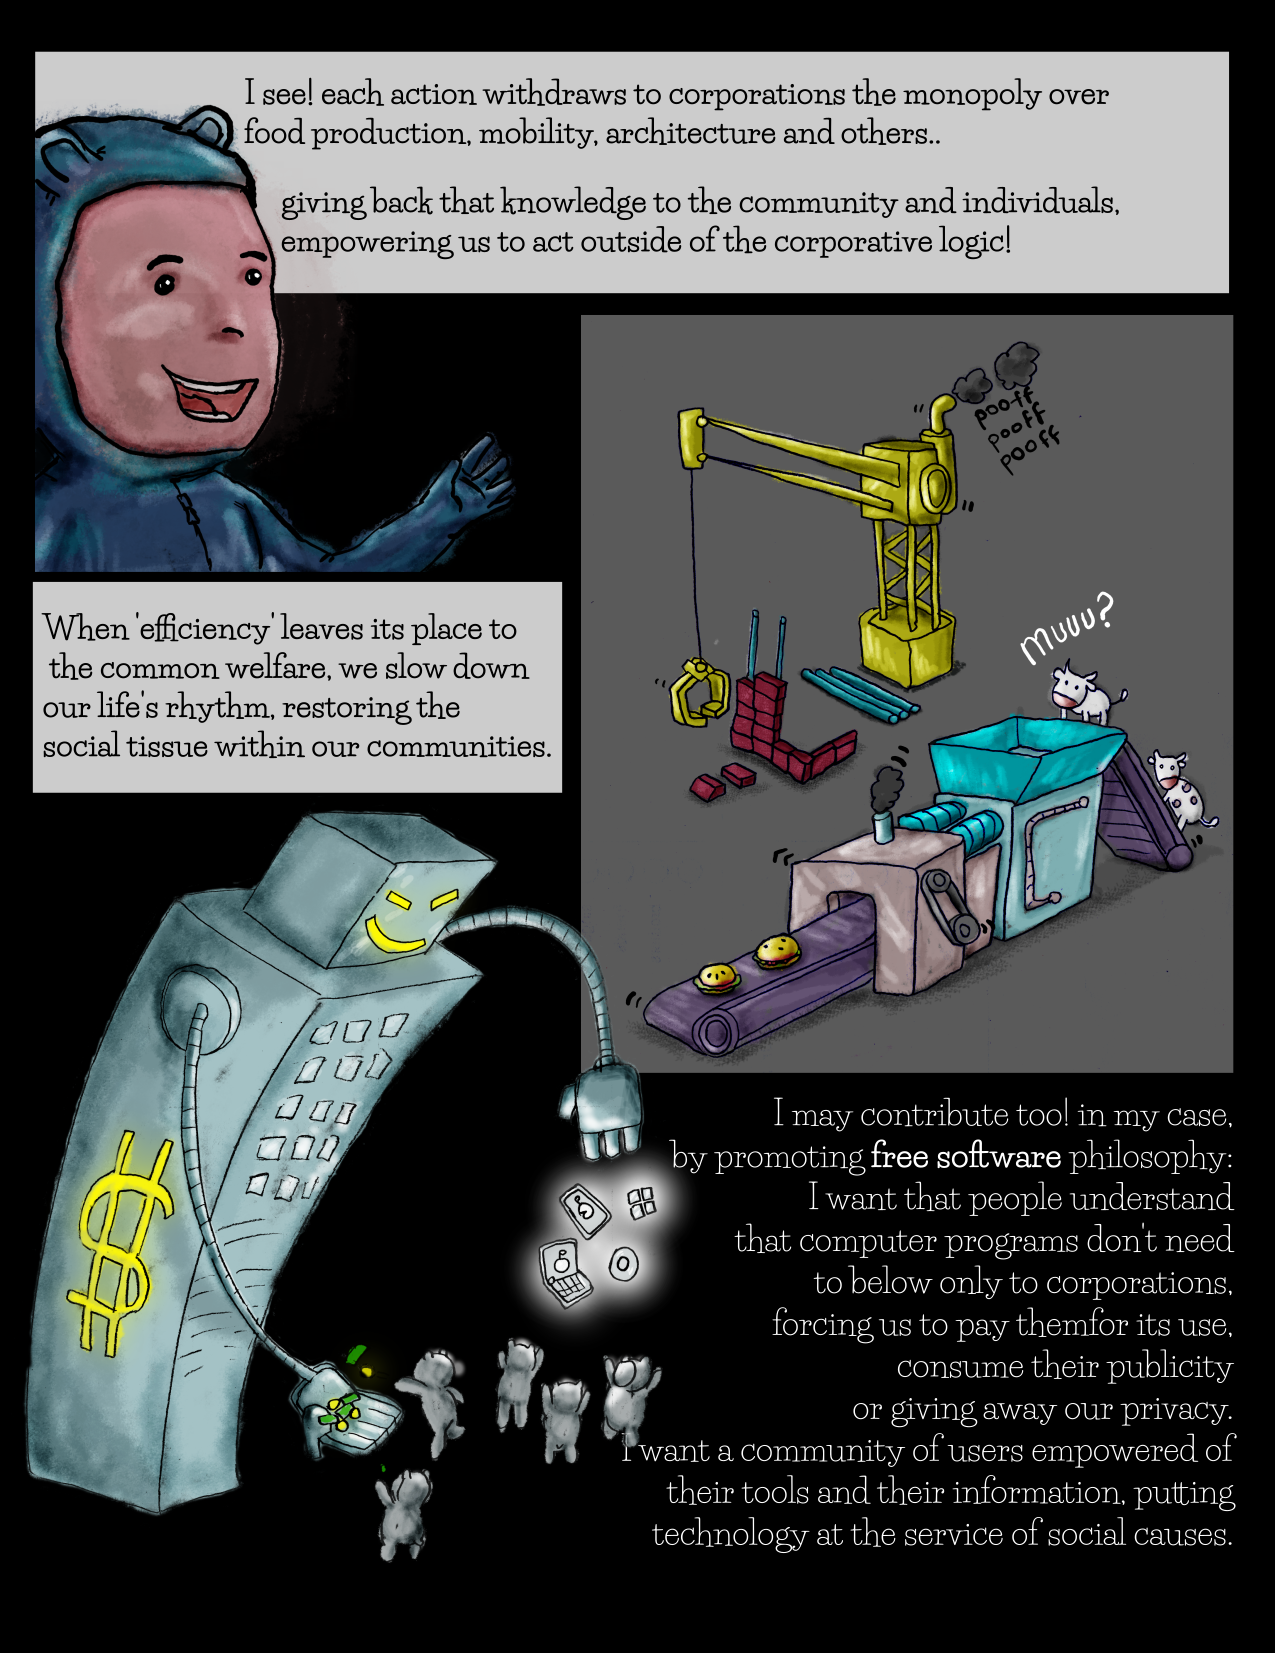 I see! each action withdraws to corporations the monopoly over
food production, mobility, architecture and others..
giving back that knowledge to the community and individuals,
empowering us to act outside of the corporative logic!
pooff
pooff
pooff
muuu?
When 'efficiency' leaves its place to
the common welfare, we slow down
our life's rhythm, restoring the
social tissue within our communities.
$
I may contribute too! in my case,
by promoting free software philosophy:
I want that people understand
that computer programs don't need
to below only to corporations,
forcing us to pay themfor its use,
consume their publicity
or giving away our privacy.
I want a community of users empowered of
their tools and their information, putting
technology at the service of social causes.